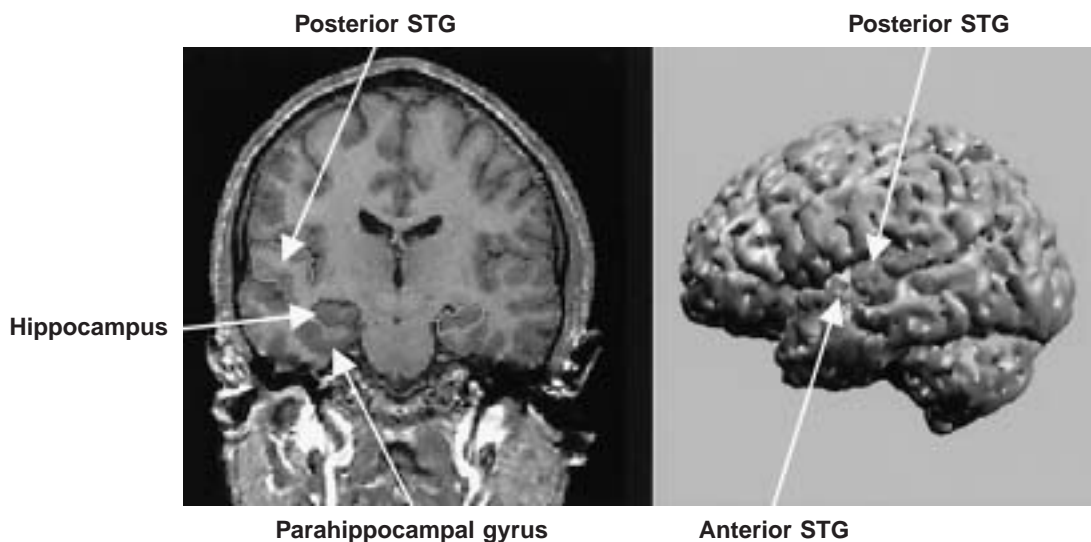 Posterior STG
Posterior STG
Hippocampus
Parahippocampal gyrus
Anterior STG